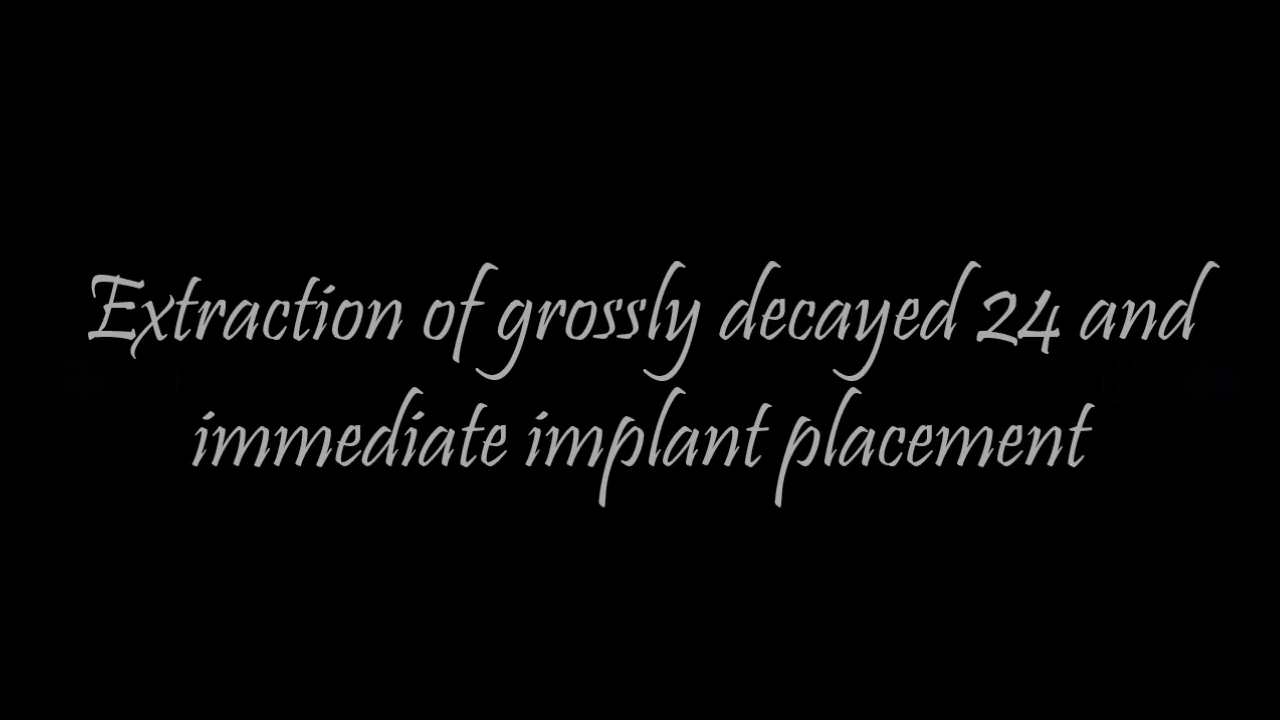 Extraction of grossly decayed 24 and
immediate implant placement